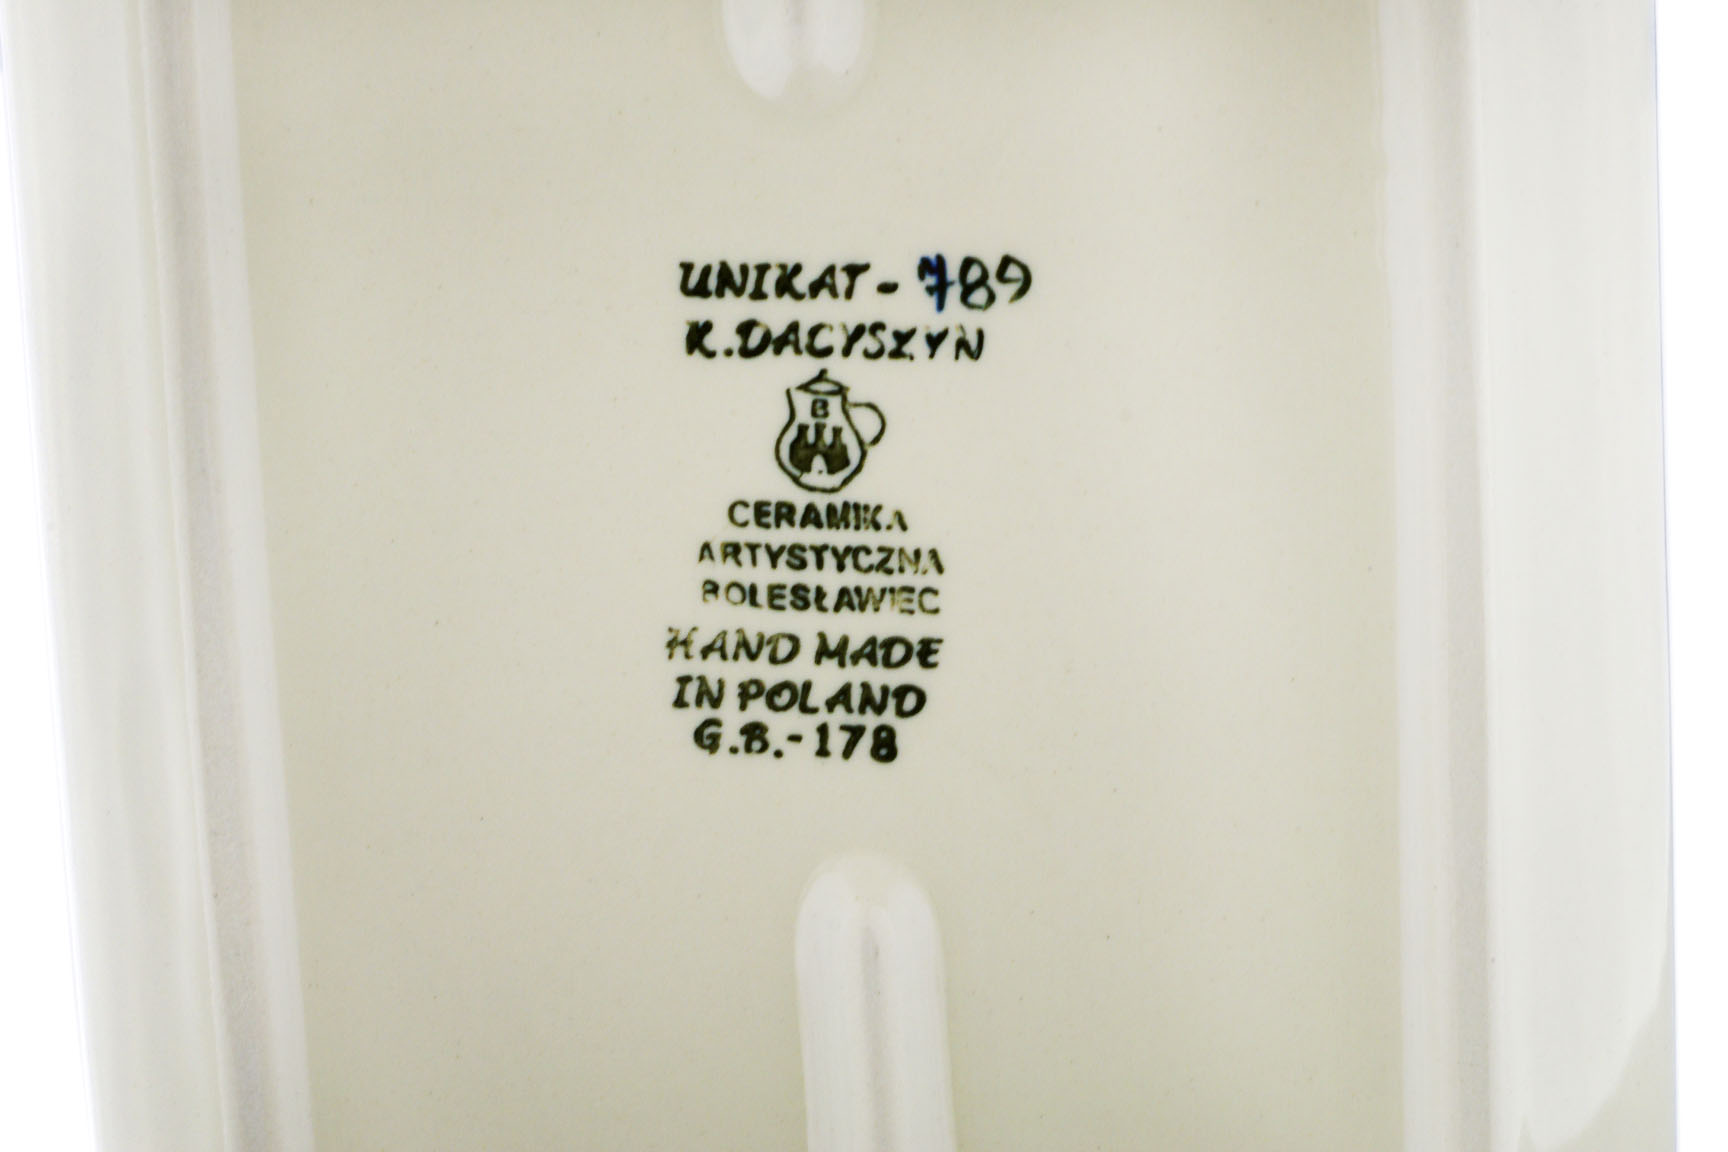 UNIKAT - 789
K. DACYSZYN
B
CERAMIKA
ARTYSTYCZNA
BOLESŁAWIEC
HAND MADE
IN POLAND
G.B.-178